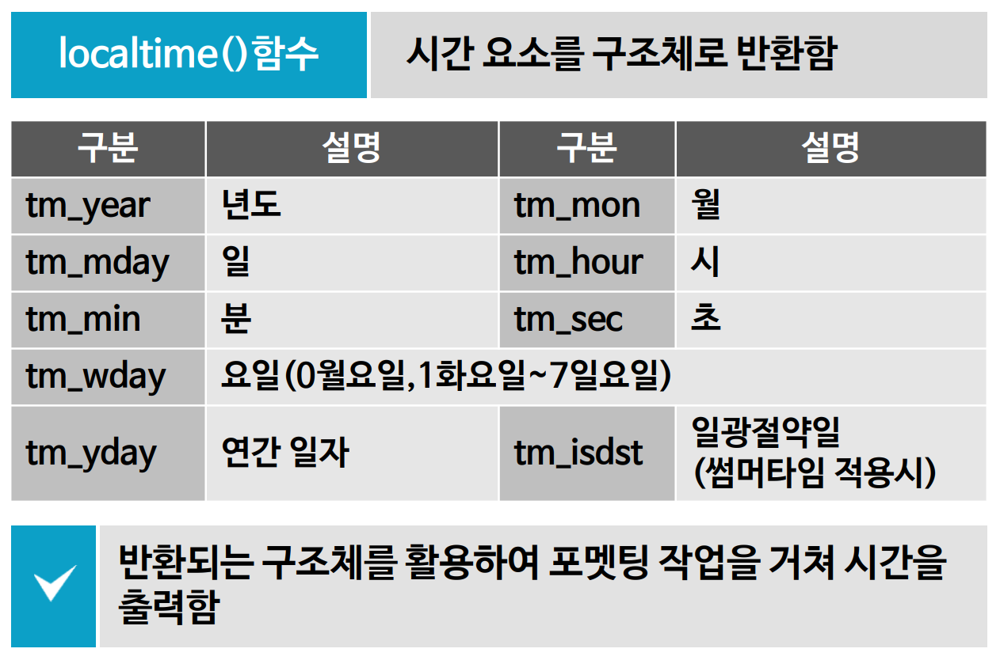 localtime()함수
시간 요소를 구조체로 반환함
구분 설명 구분 설명
tm_year 년도 tm_mon 월
tm_mday 일 tm_hour 시
tm_min 분 tm_sec 초
tm_wday 요일(0월요일,1화요일~7일요일)
tm_yday 연간 일자 tm_isdst 일광절약일
(썸머타임 적용시)
반환되는 구조체를 활용하여 포멧팅 작업을 거쳐 시간을
출력함